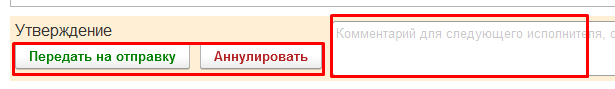 Утверждение
Передать на отправку Аннулировать
Комментарий для следующего исполнителя, с